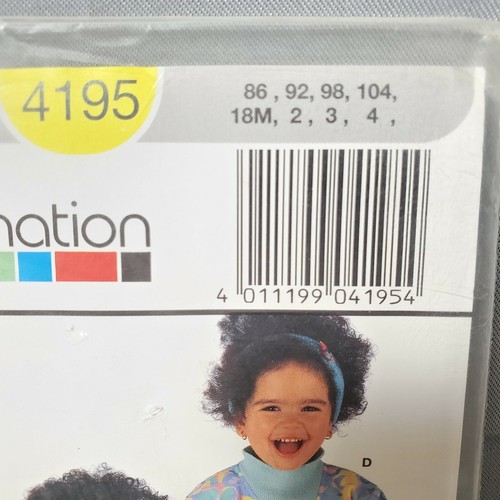 4195
86 , 92, 98, 104,
18M, 2 , 3 , 4 ,
nation
4 011199 041954
D